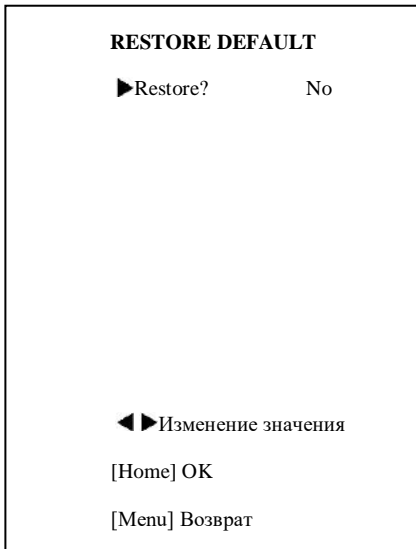 RESTORE DEFAULT
▶Restore? No
◀ ▶Изменение значения
[Home] OK
[Menu] Возврат